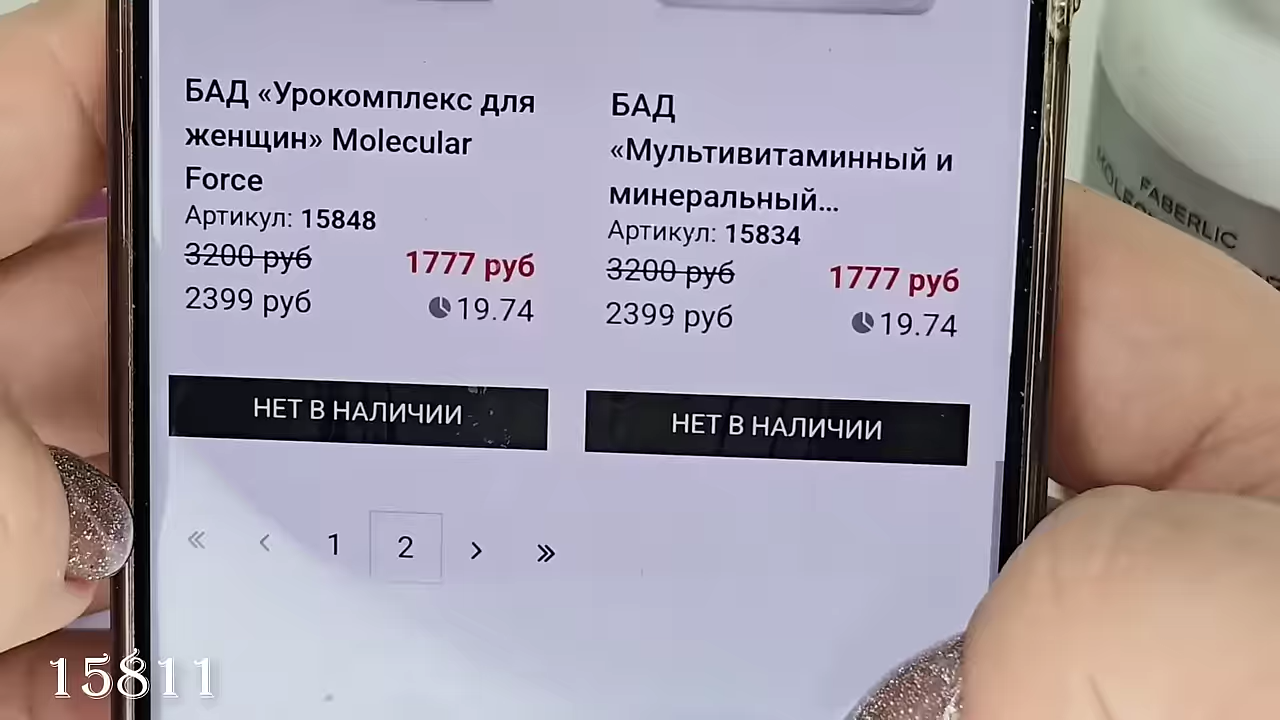 БАД «Урокомплекс для
женщин» Molecular
Force
Артикул: 15848
3200 руб 1777 руб
2399 руб 19.74
НЕТ В НАЛИЧИИ
БАД
«Мультивитаминный и
минеральный...
Артикул: 15834
3200 руб 1777 руб
2399 руб 19.74
НЕТ В НАЛИЧИИ
« ‹ 1 2 › »
FABERLIC
15811